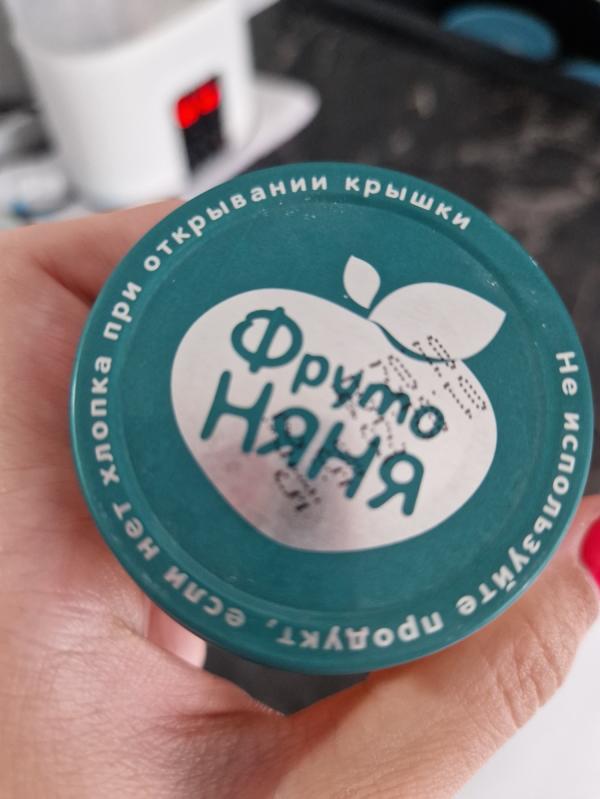 Не используйте продукт, если нет хлопка при открывании крышки
Фруто
НЯНЯ